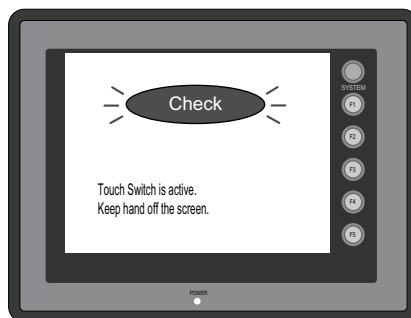 Check
SYSTEM
F1
F2
F3
Touch Switch is active.
Keep hand off the screen.
F4
F5
POWER